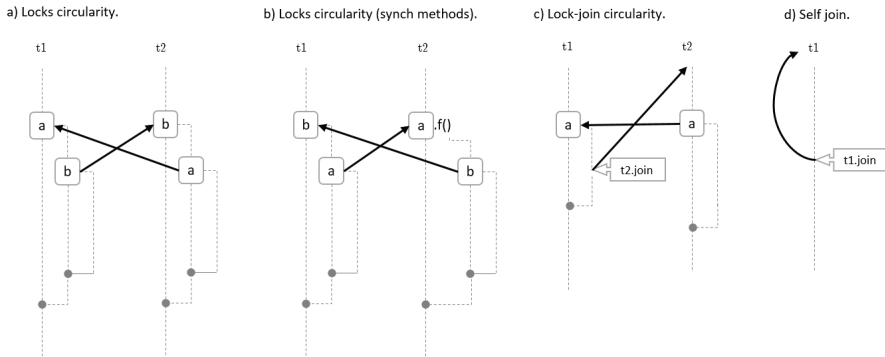 a) Locks circularity.
b) Locks circularity (synch methods).
c) Lock-join circularity.
d) Self join.
t1
t2
t1
t2
t1
t2
t1
a
b
b
a
b
a.f()
a
b
a
a
t2.join
t1.join